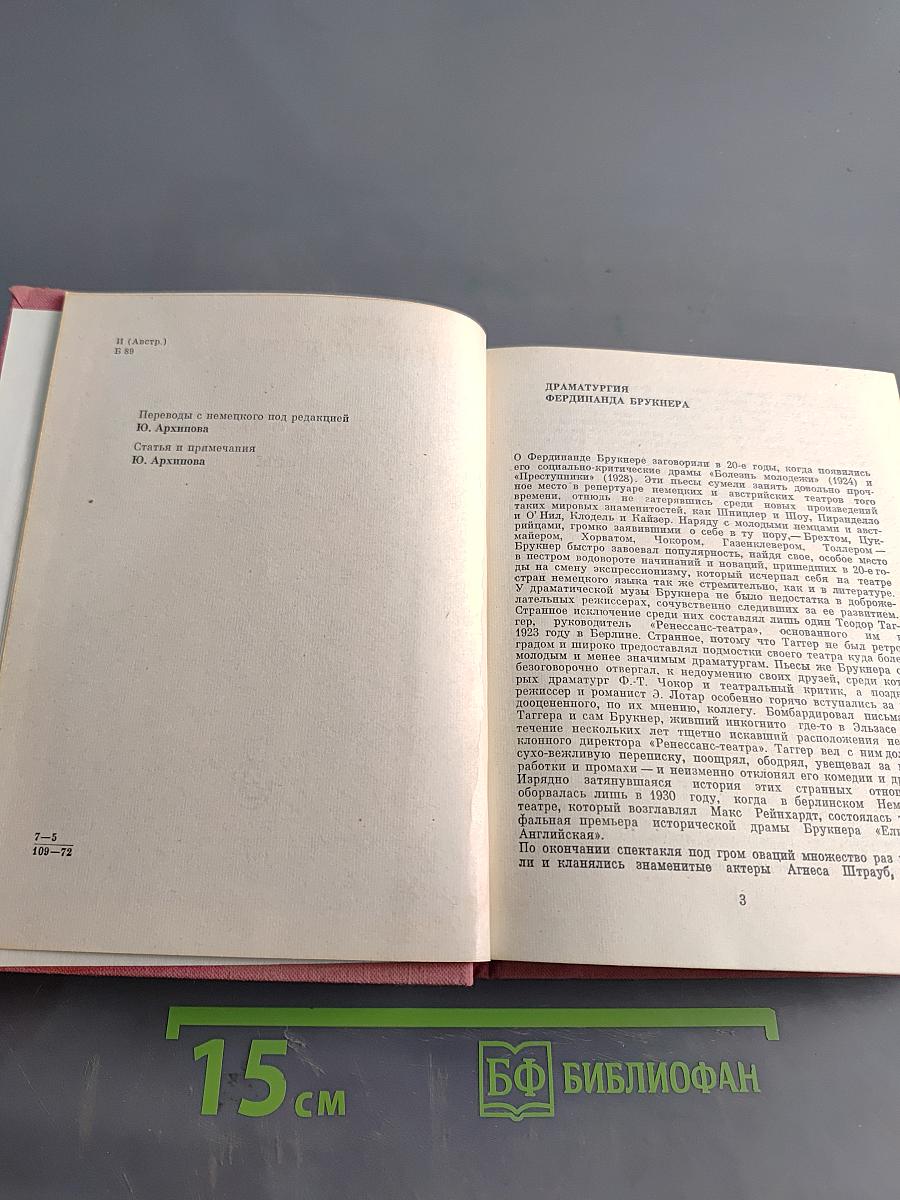 И (Австр.)
Б 89
Переводы с немецкого под редакцией
Ю. Архипова
Статья и примечания
Ю. Архипова
7—5
109—72
ДРАМАТУРГИЯ
ФЕРДИНАНДА БРУКНЕРА
О Фердинанде Брукнере заговорили в 20-е годы, когда появились
его социально-критические драмы «Болезнь молодежи» (1924) и
«Преступники» (1928). Эти пьесы сумели занять довольно проч-
ное место в репертуаре немецких и австрийских театров того
времени, отнюдь не затерявшись среди новых произведений
таких мировых знаменитостей, как Шницлер и Шоу, Пиранделло
и О'Нил, Клодель и Кайзер. Наряду с молодыми немцами и авст-
рийцами, громко заявившими о себе в ту пору,— Брехтом, Цук-
майером, Хорватом, Чокором, Газенклевером, Толлером —
Брукнер быстро завоевал популярность, найдя свое, особое место
в пестром водовороте начинаний и новаций, пришедших в 20-е го-
ды на смену экспрессионизму, который исчерпал себя на театре
стран немецкого языка так же стремительно, как и в литературе.
У драматической музы Брукнера не было недостатка в доброже-
лательных режиссерах, сочувственно следивших за ее развитием.
Странное исключение среди них составлял лишь один Теодор Таг-
гер, руководитель «Ренессанс-театра», основанного им
1923 году в Берлине. Странное, потому что Таггер не был ретро-
градом и широко предоставлял подмостки своего театра куда боле
молодым и менее значимым драматургам. Пьесы же Брукнера
безоговорочно отвергал, к недоумению своих друзей, среди кот
рых драматург Ф.-Т. Чокор и театральный критик, а поздн
режиссер и романист Э. Лотар особенно горячо вступались за
дооцененного, по их мнению, коллегу. Бомбардировал письма
Таггера и сам Брукнер, живший инкогнито где-то в Эльзасе
течение нескольких лет тщетно искавший расположения не
клонного директора «Ренессанс-театра». Таггер вел с ним дол
сухо-вежливую переписку, поощрял, ободрял, увещевал за
работки и промахи — и неизменно отклонял его комедии и д
Изрядно затянувшаяся история этих странных отнош
оборвалась лишь в 1930 году, когда в берлинском Нем
театре, который возглавлял Макс Рейнхардт, состоялась
фальная премьера исторической драмы Брукнера «Ели
Английская».
По окончании спектакля под гром оваций множество раз
ли и кланялись знаменитые актеры Агнеса Штрауб,
3
15 см
БФ БИБЛИОФАН